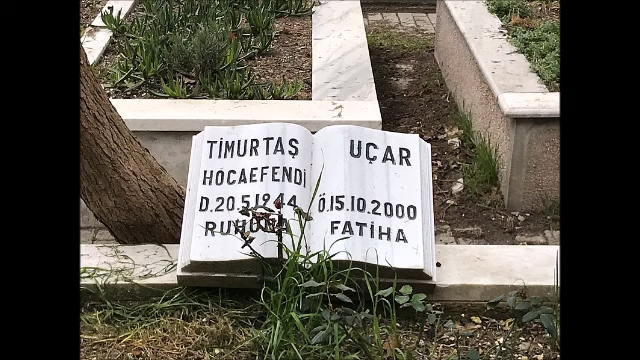 TİMURTAŞ UÇAR
HOCAEFENDİ
D.20.5.1944 Ö.15.10.2000
RUHUNA FATİHA